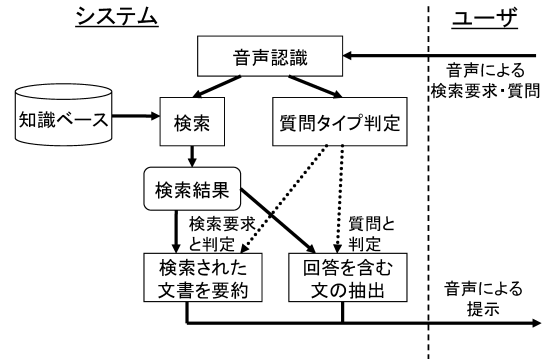 システム
ユーザ
音声認識
音声による
検索要求・質問
知識ベース
検索
質問タイプ判定
検索結果
検索要求
と判定
質問と
判定
検索された
文書を要約
回答を含む
文の抽出
音声による
提示